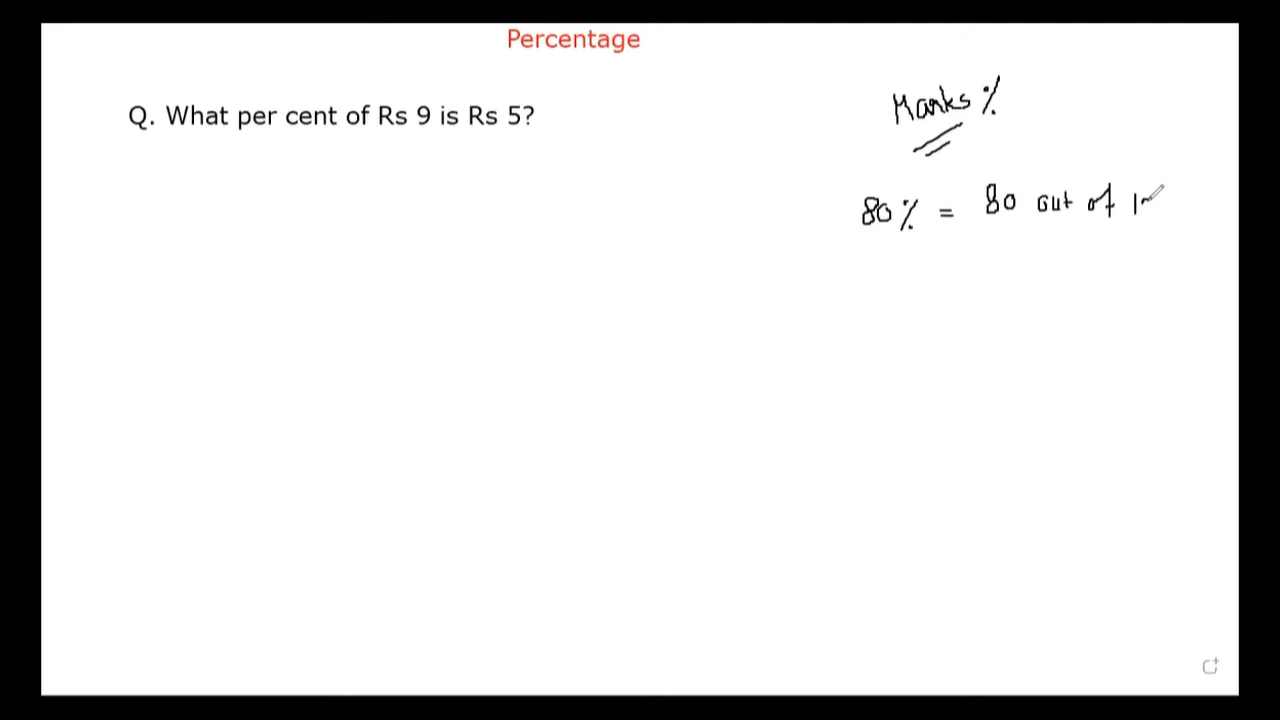 Percentage
Q. What per cent of Rs 9 is Rs 5?
Marks %
80% = 80 out of